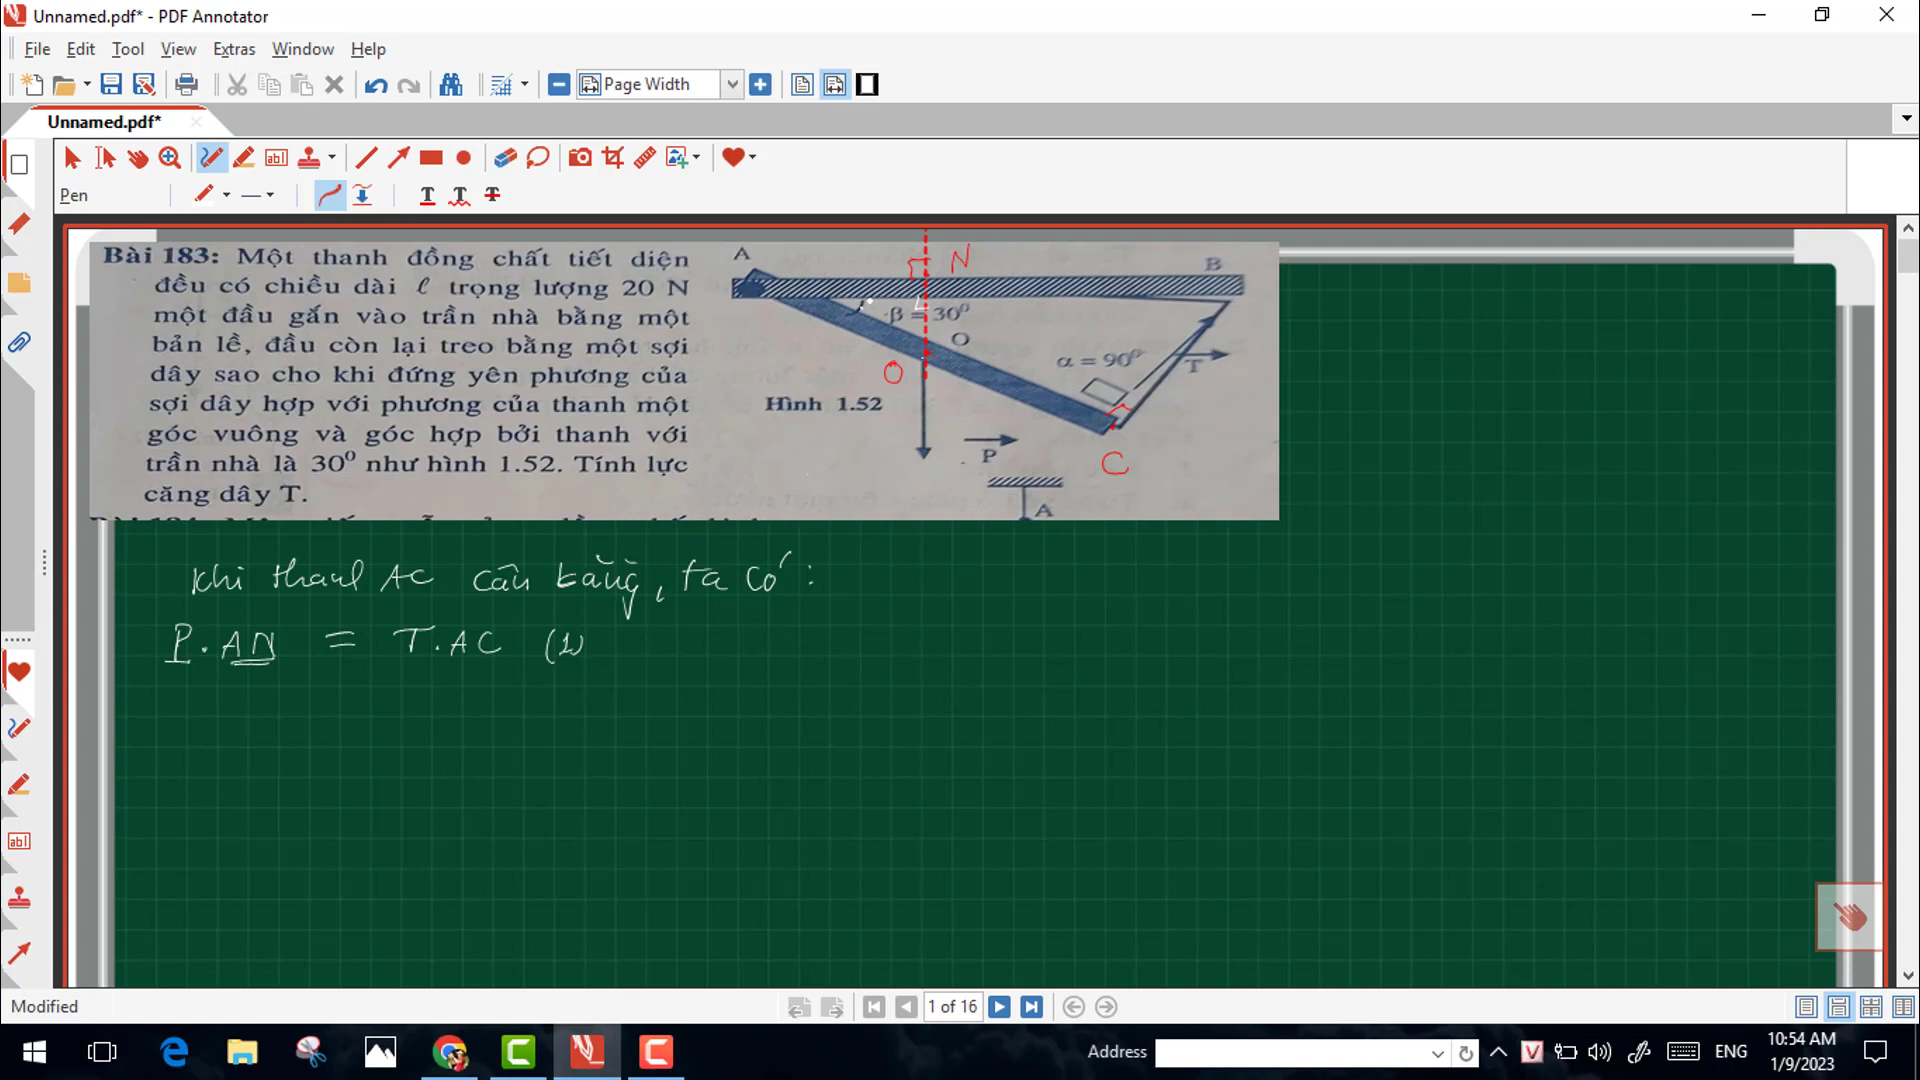 Unnamed.pdf* - PDF Annotator
File Edit Tool View Extras Window Help
Page Width
Unnamed.pdf*
Pen
Bài 183: Một thanh đồng chất tiết diện
đều có chiều dài ℓ trọng lượng 20 N
một đầu gắn vào trần nhà bằng một
bản lề, đầu còn lại treo bằng một sợi
dây sao cho khi đứng yên phương của
sợi dây hợp với phương của thanh một
góc vuông và góc hợp bởi thanh với
trần nhà là 30⁰ như hình 1.52. Tính lực
căng dây T.
A
N
B
β = 30⁰
O
O
α = 90⁰
T
Hình 1.52
P
C
A
Khi thanh AC cân bằng, ta có :
P.AN = T.AC (1)
Modified
1 of 16
Address
ENG
10:54 AM
1/9/2023